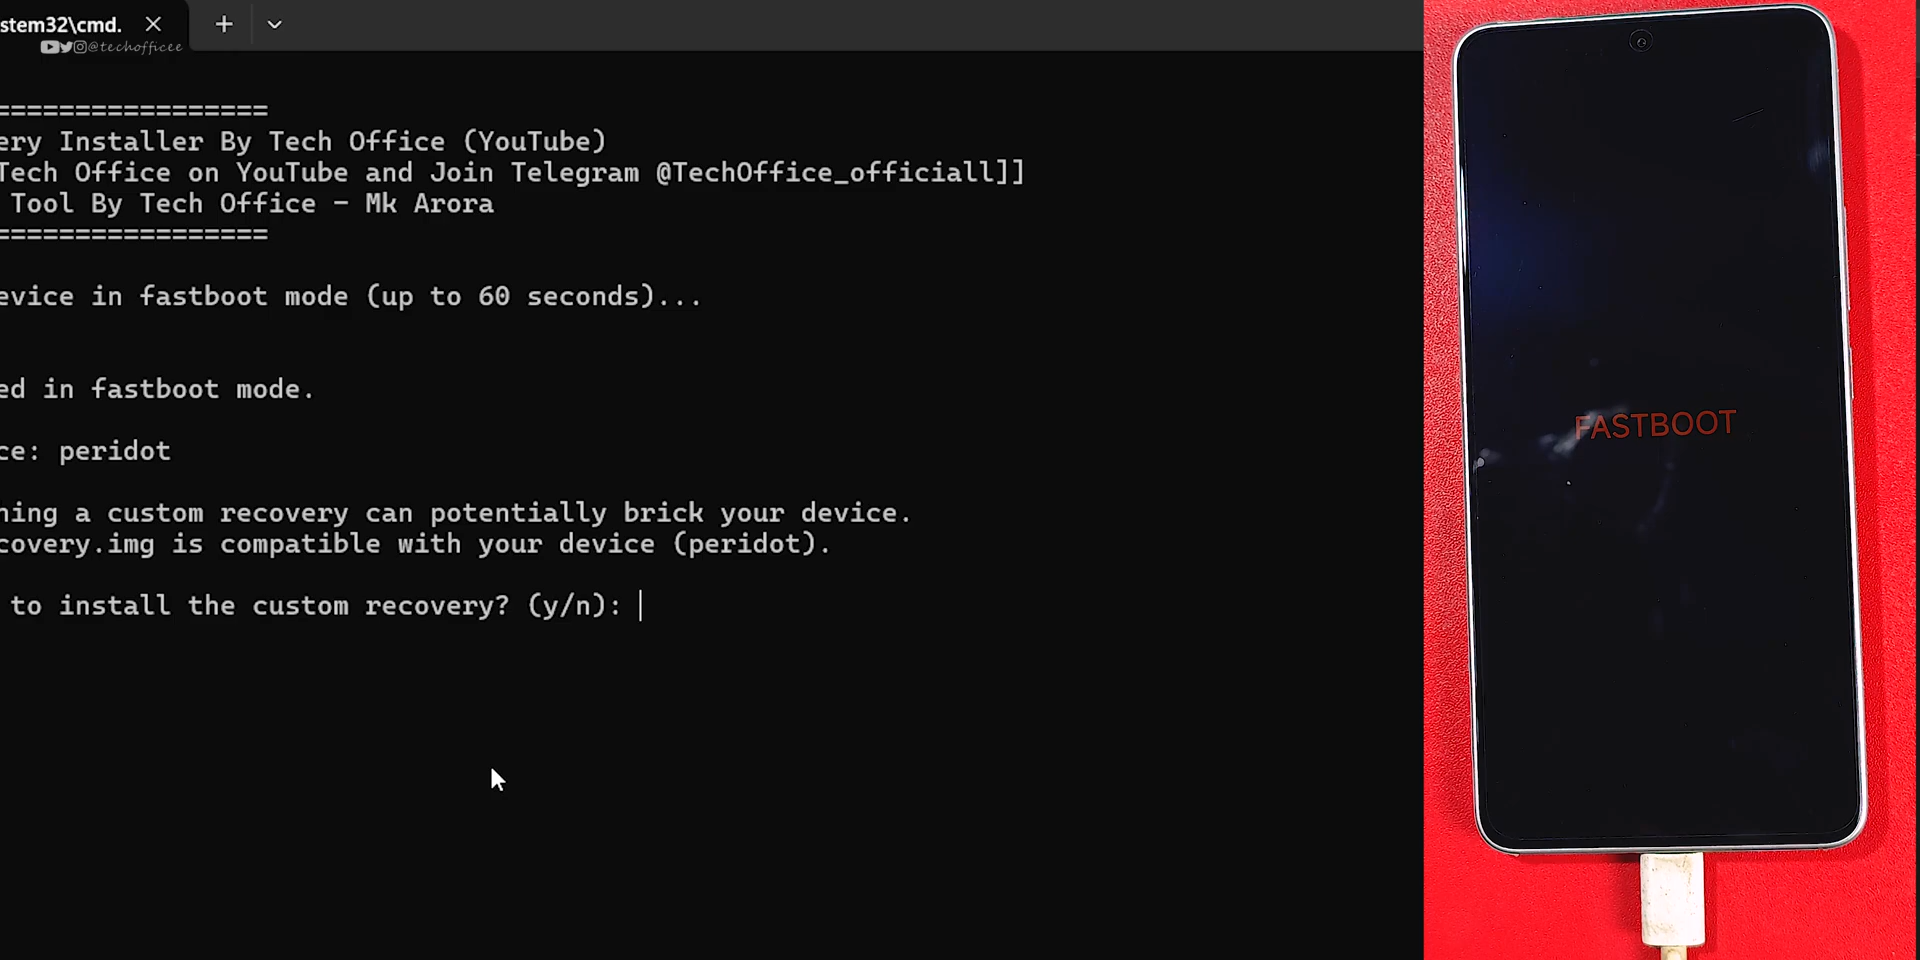 stem32\cmd.
@techofficee
=================
ery Installer By Tech Office (YouTube)
Tech Office on YouTube and Join Telegram @TechOffice_officiall]]
Tool By Tech Office - Mk Arora
=================
evice in fastboot mode (up to 60 seconds)...
ed in fastboot mode.
ce: peridot
hing a custom recovery can potentially brick your device.
covery.img is compatible with your device (peridot).
to install the custom recovery? (y/n):
FASTBOOT